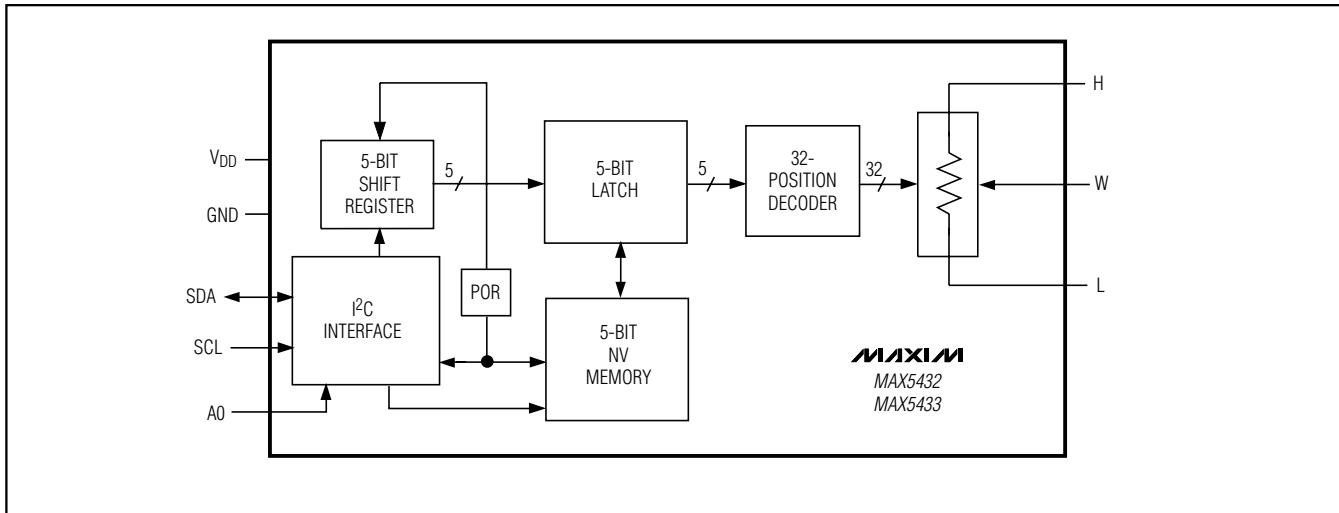 H
VDD
5-BIT
SHIFT
REGISTER
5
5-BIT
LATCH
5
32-
POSITION
DECODER
32
W
GND
SDA
I2C
INTERFACE
POR
L
SCL
5-BIT
NV
MEMORY
MAXIM
MAX5432
MAX5433
A0